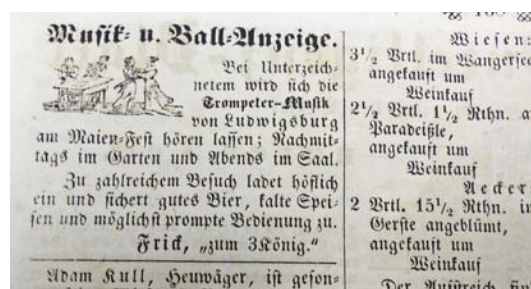 Musik- u. Ball-Anzeige.
Bei Unterzeich-
netem wird sich die
Trompeter-Musik
von Ludwigsburg
am Maien-Fest hören lassen; Nachmit-
tags im Garten und Abends im Saal.
Zu zahlreichem Besuch ladet höflich
ein und sichert gutes Bier, kalte Spei-
sen und möglichst prompte Bedienung zu.
Frick, „zum 3König.“
Adam Kull, Heuwäger, ist geson-
Wiesen:
3½ Vrtl. im Wangersee
angekauft um
Weinkauf
2½ Vrtl. 1½ Rthn. a
Paradeisle,
angekauft um
Weinkauf
Aecker
2 Vrtl. 15½ Rthn. in
Gerste angeblümt,
angekauft um
Weinkauf
Der Aufstreich